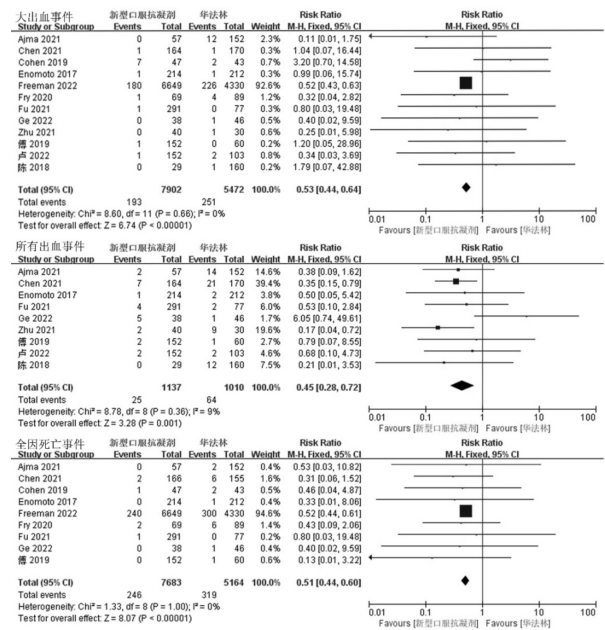 大出血事件 新型口服抗凝剂 华法林 Risk Ratio Risk Ratio
Study or Subgroup Events Total Events Total Weight M-H, Fixed, 95% CI M-H, Fixed, 95% CI
Ajma 2021 0 57 12 152 2.3% 0.11 [0.01, 1.75]
Chen 2021 1 164 1 170 0.3% 1.04 [0.07, 16.44]
Cohen 2019 7 47 2 43 0.7% 3.20 [0.70, 14.58]
Enomoto 2017 1 214 1 212 0.3% 0.99 [0.06, 15.74]
Freeman 2022 180 6649 226 4330 92.6% 0.52 [0.43, 0.63]
Fry 2020 1 69 4 89 1.2% 0.32 [0.04, 2.82]
Fu 2021 1 291 0 77 0.3% 0.80 [0.03, 19.48]
Ge 2022 0 38 1 46 0.5% 0.40 [0.02, 9.59]
Zhu 2021 0 40 1 30 0.6% 0.25 [0.01, 5.98]
傅 2019 1 152 0 60 0.2% 1.20 [0.05, 28.96]
卢 2022 1 152 2 103 0.8% 0.34 [0.03, 3.69]
陈 2018 0 29 1 160 0.2% 1.79 [0.07, 42.88]
Total (95% CI) 7902 5472 100.0% 0.53 [0.44, 0.64]
Total events 193 251
Heterogeneity: Chi² = 8.60, df = 11 (P = 0.66); I² = 0%
Test for overall effect: Z = 6.74 (P < 0.00001)
0.01 0.1 1 10 100
Favours [新型口服抗凝剂] Favours [华法林]
所有出血事件 新型口服抗凝剂 华法林 Risk Ratio Risk Ratio
Study or Subgroup Events Total Events Total Weight M-H, Fixed, 95% CI M-H, Fixed, 95% CI
Ajma 2021 2 57 14 152 14.6% 0.38 [0.09, 1.62]
Chen 2021 7 164 21 170 39.4% 0.35 [0.15, 0.79]
Enomoto 2017 1 214 2 212 3.8% 0.50 [0.05, 5.42]
Fu 2021 4 291 2 77 6.0% 0.53 [0.10, 2.84]
Ge 2022 5 38 1 46 1.7% 6.05 [0.74, 49.61]
Zhu 2021 2 40 9 30 19.6% 0.17 [0.04, 0.72]
傅 2019 2 152 1 60 2.7% 0.79 [0.07, 8.55]
卢 2022 2 152 2 103 4.6% 0.68 [0.10, 4.73]
陈 2018 0 29 12 160 7.5% 0.21 [0.01, 3.53]
Total (95% CI) 1137 1010 100.0% 0.45 [0.28, 0.72]
Total events 25 64
Heterogeneity: Chi² = 8.78, df = 8 (P = 0.36); I² = 9%
Test for overall effect: Z = 3.28 (P = 0.001)
0.01 0.1 1 10 100
Favours [新型口服抗凝剂] Favours [华法林]
全因死亡事件 新型口服抗凝剂 华法林 Risk Ratio Risk Ratio
Study or Subgroup Events Total Events Total Weight M-H, Fixed, 95% CI M-H, Fixed, 95% CI
Ajma 2021 0 57 2 152 0.4% 0.53 [0.03, 10.82]
Chen 2021 2 166 6 155 1.6% 0.31 [0.06, 1.52]
Cohen 2019 1 47 2 43 0.5% 0.46 [0.04, 4.87]
Enomoto 2017 0 214 1 212 0.4% 0.33 [0.01, 8.06]
Freeman 2022 240 6649 300 4330 94.6% 0.52 [0.44, 0.61]
Fry 2020 2 69 6 89 1.4% 0.43 [0.09, 2.06]
Fu 2021 1 291 0 77 0.2% 0.80 [0.03, 19.48]
Ge 2022 0 38 1 46 0.4% 0.40 [0.02, 9.59]
傅 2019 0 152 1 60 0.6% 0.13 [0.01, 3.22]
Total (95% CI) 7683 5164 100.0% 0.51 [0.44, 0.60]
Total events 246 319
Heterogeneity: Chi² = 1.33, df = 8 (P = 1.00); I² = 0%
Test for overall effect: Z = 8.07 (P < 0.00001)
0.01 0.1 1 10 100
Favours [新型口服抗凝剂] Favours [华法林]